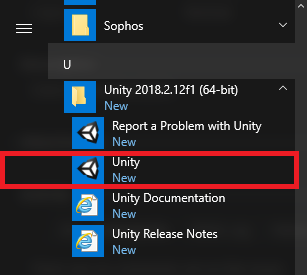 Sophos
U
Unity 2018.2.12f1 (64-bit)
New
Report a Problem with Unity
New
Unity
New
Unity Documentation
New
Unity Release Notes
New